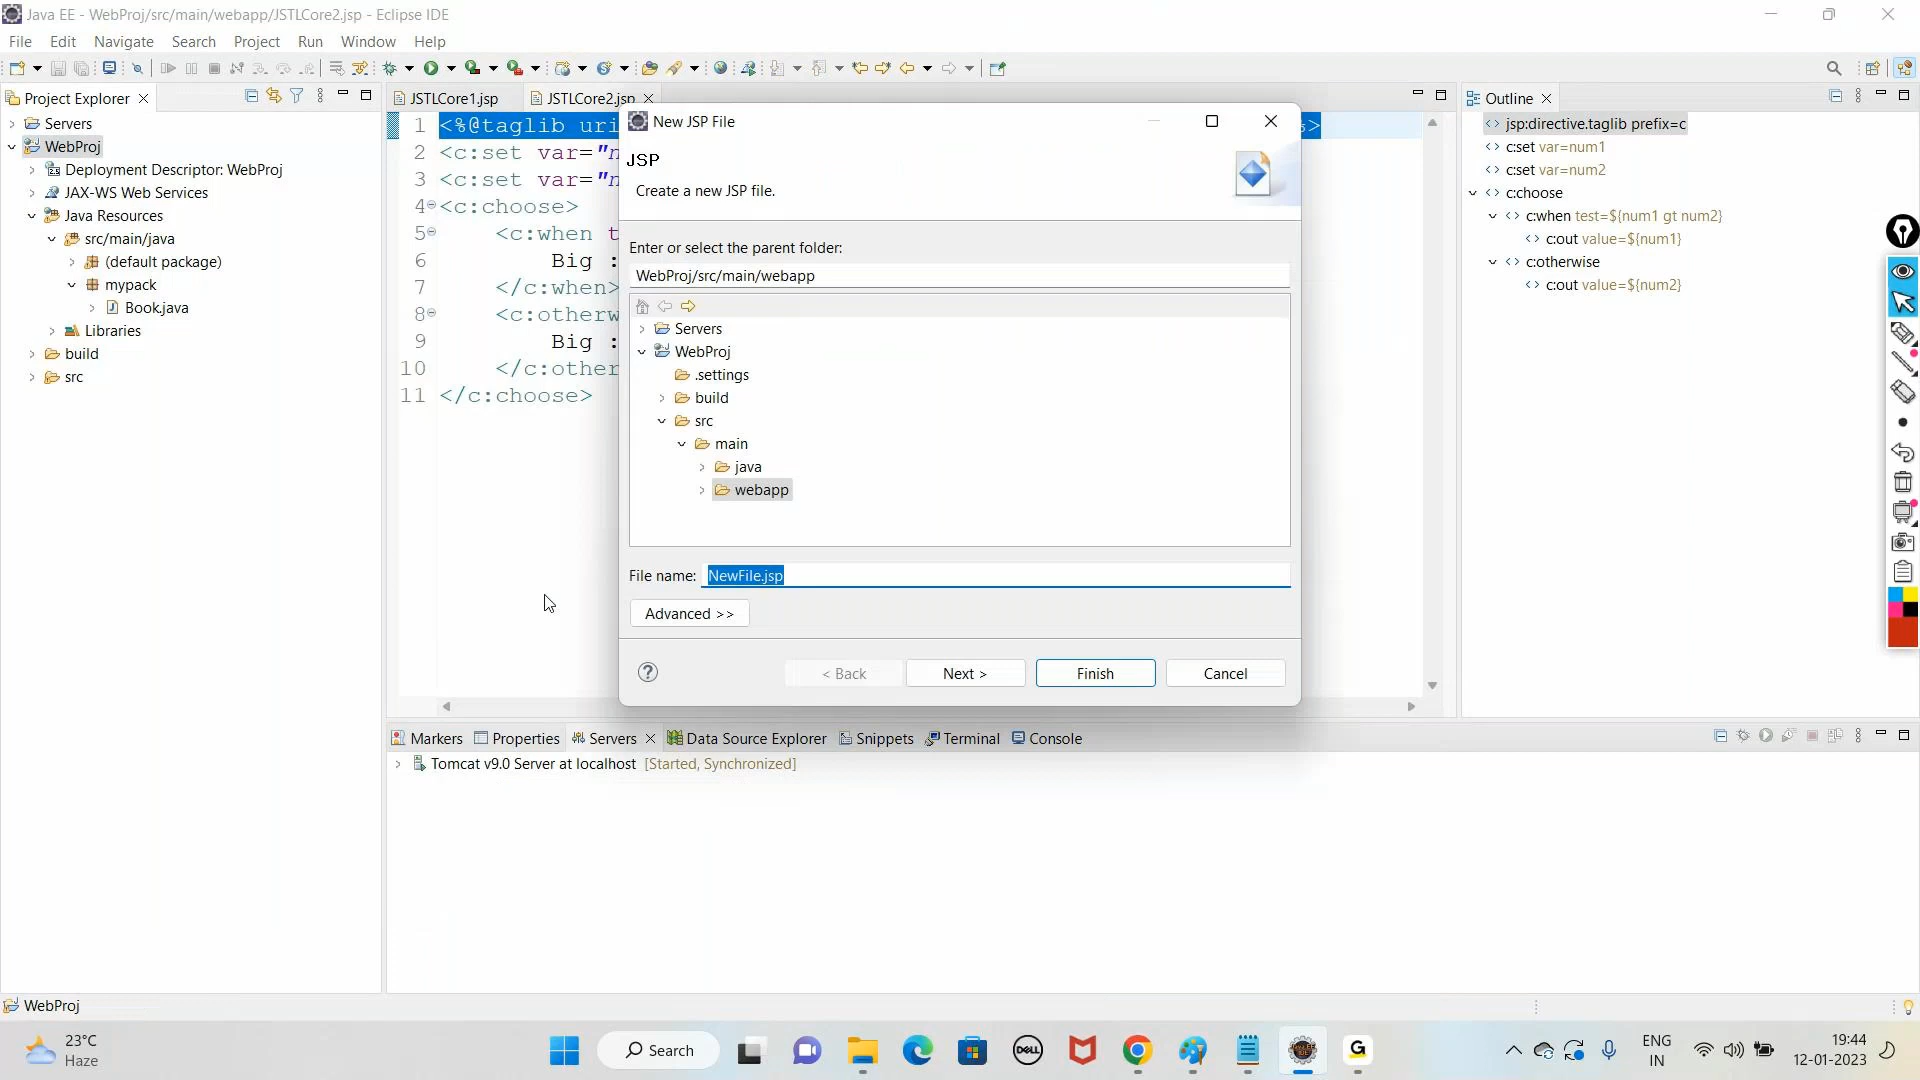 Java EE - WebProj/src/main/webapp/JSTLCore2.jsp - Eclipse IDE
File Edit Navigate Search Project Run Window Help
Project Explorer
Servers
WebProj
Deployment Descriptor: WebProj
JAX-WS Web Services
Java Resources
src/main/java
(default package)
mypack
Book.java
Libraries
build
src
JSTLCore1.jsp
JSTLCore2.jsp
1 <%@taglib uri %>
2 <c:set var="n
3 <c:set var="n
4 <c:choose>
5 <c:when t
6 Big :
7 </c:when>
8 <c:otherw
9 Big :
10 </c:other
11 </c:choose>
New JSP File
JSP
Create a new JSP file.
Enter or select the parent folder:
WebProj/src/main/webapp
Servers
WebProj
.settings
build
src
main
java
webapp
File name: NewFile.jsp
Advanced >>
< Back Next > Finish Cancel
Outline
jsp:directive.taglib prefix=c
c:set var=num1
c:set var=num2
c:choose
c:when test=${num1 gt num2}
c:out value=${num1}
c:otherwise
c:out value=${num2}
Markers Properties Servers Data Source Explorer Snippets Terminal Console
Tomcat v9.0 Server at localhost [Started, Synchronized]
WebProj
23°C
Haze
Search
DELL
G
ENG
IN
19:44
12-01-2023